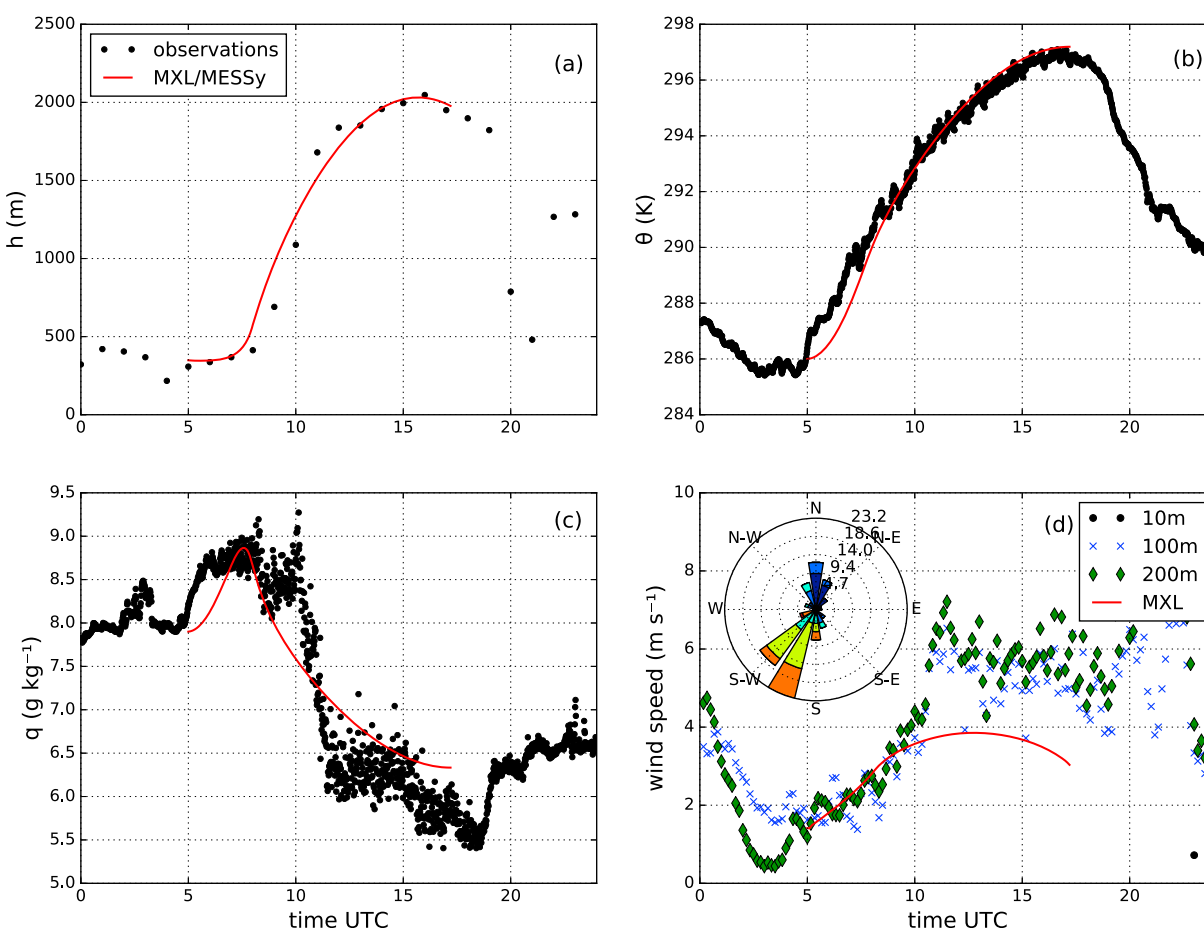 2500
2000
1500
1000
500
0
h (m)
observations
MXL/MESSy
(a)
0 5 10 15 20
298
296
294
292
290
288
286
284
θ (K)
(b)
0 5 10 15 20
9.5
9.0
8.5
8.0
7.5
7.0
6.5
6.0
5.5
5.0
q (g kg⁻¹)
(c)
0 5 10 15 20
time UTC
10
8
6
4
2
0
wind speed (m s⁻¹)
N
N-E
E
S-E
S
S-W
W
N-W
23.2
18.6
14.0
9.4
(d)
10m
100m
200m
MXL
0 5 10 15 20
time UTC